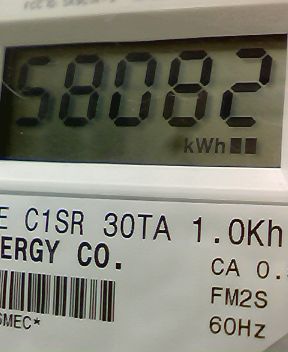 58082
kWh
E C1SR 30TA 1.0Kh
ERGY CO.
CA 0.
FM2S
SMEC*
60Hz